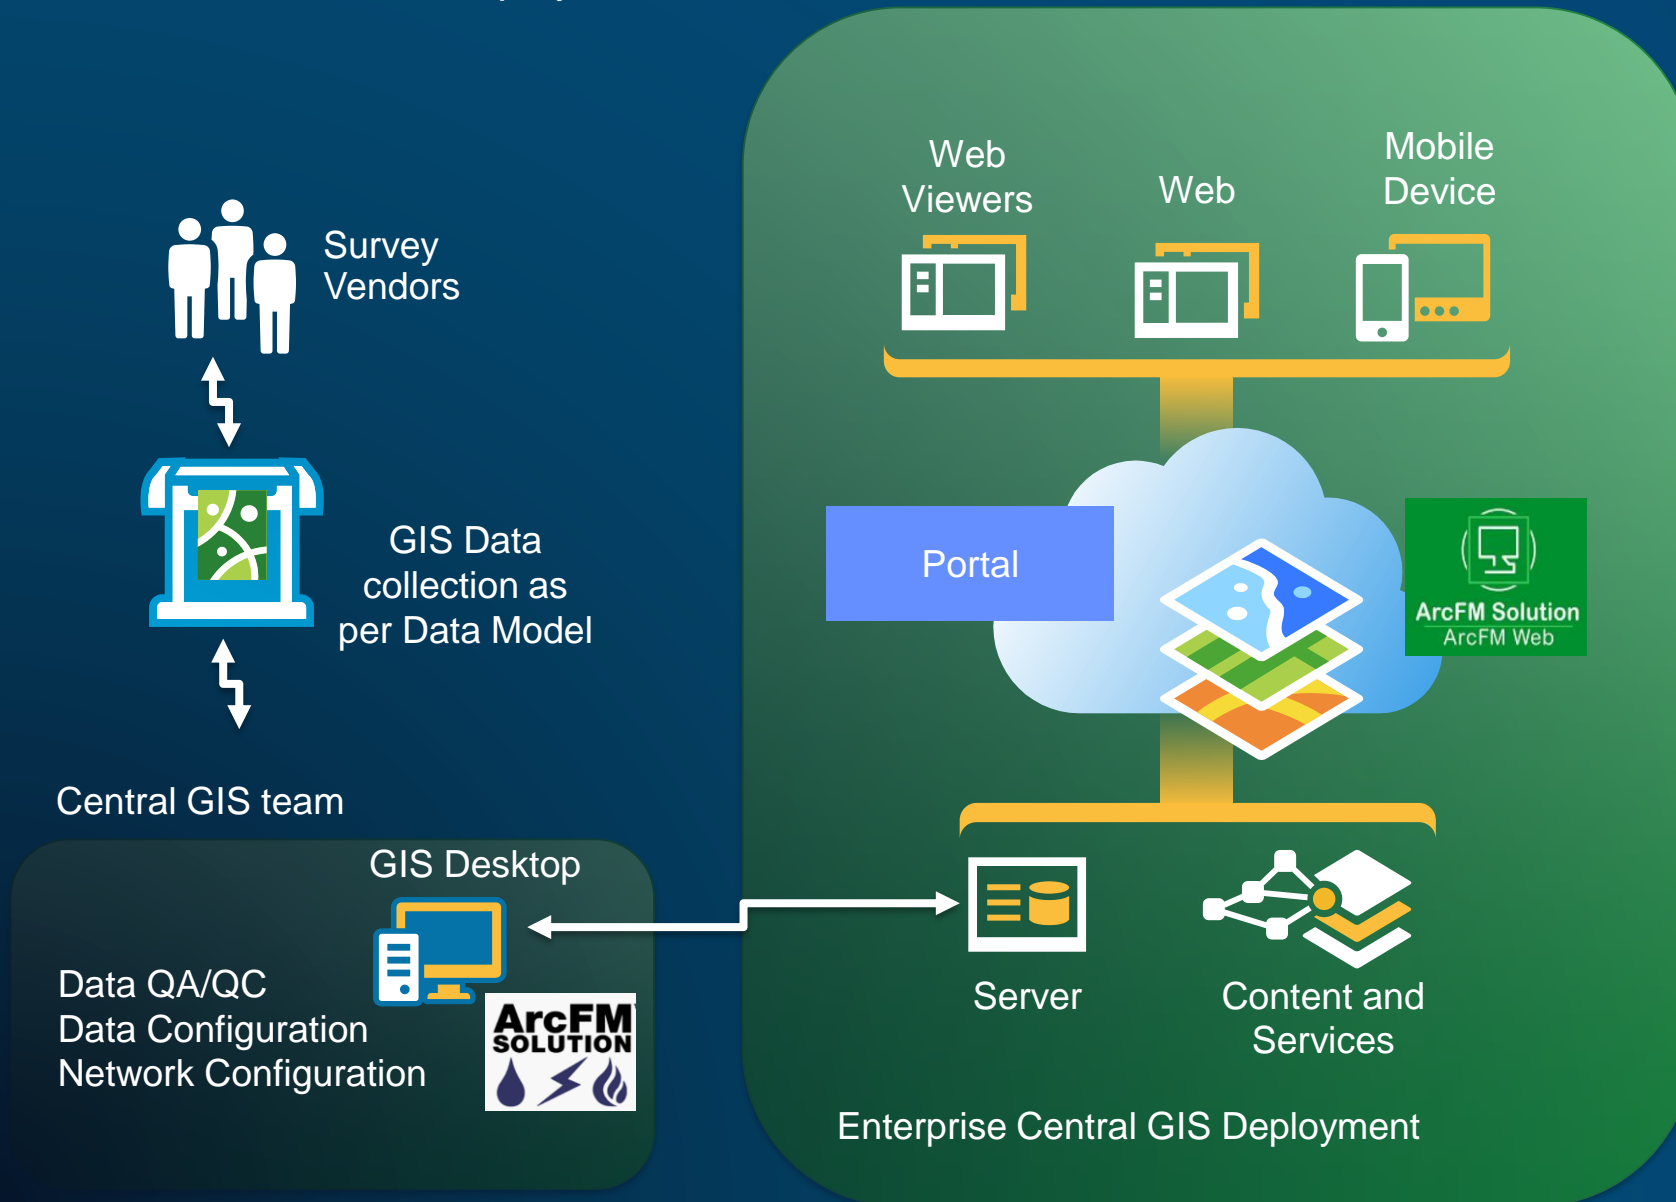 Survey
Vendors
GIS Data
collection as
per Data Model
Central GIS team
GIS Desktop
Data QA/QC
Data Configuration
Network Configuration
ArcFM
SOLUTION
Web
Viewers
Web
Mobile
Device
Portal
ArcFM Solution
ArcFM Web
Server
Content and
Services
Enterprise Central GIS Deployment